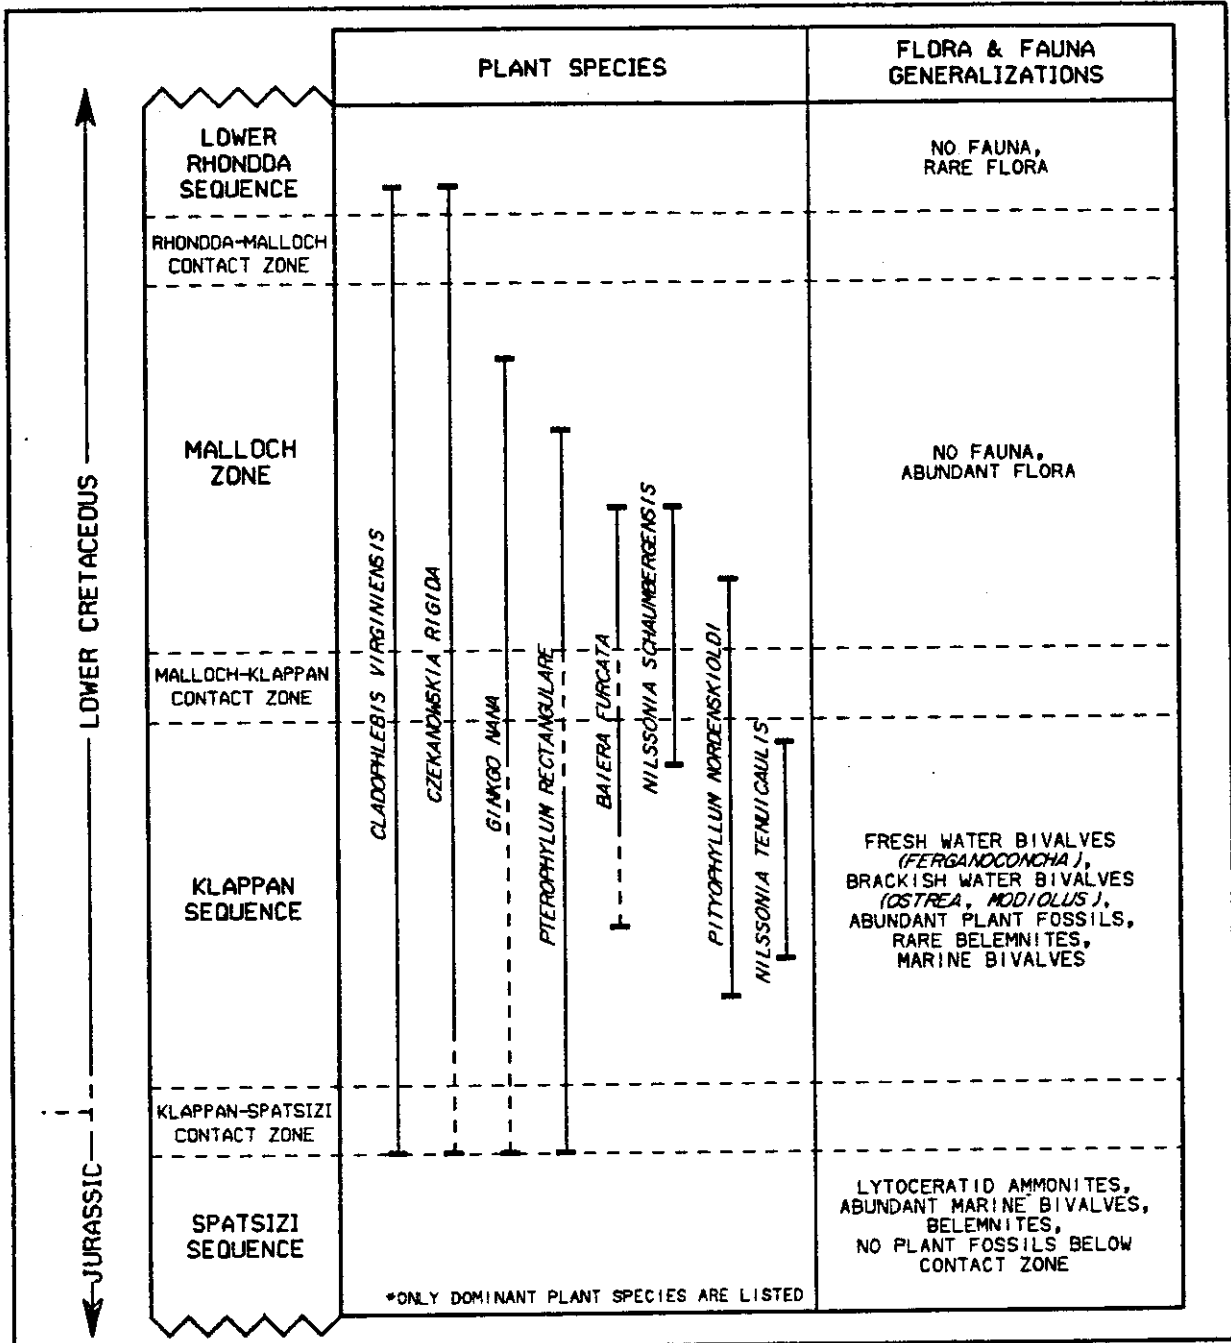 PLANT SPECIES
FLORA & FAUNA
GENERALIZATIONS
LOWER
RHONDDA
SEQUENCE
NO FAUNA,
RARE FLORA
RHONDDA-MALLOCH
CONTACT ZONE
MALLOCH
ZONE
NO FAUNA,
ABUNDANT FLORA
MALLOCH-KLAPPAN
CONTACT ZONE
KLAPPAN
SEQUENCE
FRESH WATER BIVALVES
(FERGANOCONCHA),
BRACKISH WATER BIVALVES
(OSTREA, MODIOLUS),
ABUNDANT PLANT FOSSILS,
RARE BELEMNITES,
MARINE BIVALVES
KLAPPAN-SPATSIZI
CONTACT ZONE
SPATSIZI
SEQUENCE
LYTOCERATID AMMONITES,
ABUNDANT MARINE BIVALVES,
BELEMNITES,
NO PLANT FOSSILS BELOW
CONTACT ZONE
LOWER CRETACEOUS
JURASSIC
CLADOPHLEBIS VIRGINIENSIS
CZEKANOWSKIA RIGIDA
GINKGO NANA
PTEROPHYLUM RECTANGULARE
BAIERA FURCATA
NILSSONIA SCHAUMBERGENSIS
PITYOPHYLLUN NORDENSKIOLDI
NILSSONIA TENUICAULIS
*ONLY DOMINANT PLANT SPECIES ARE LISTED